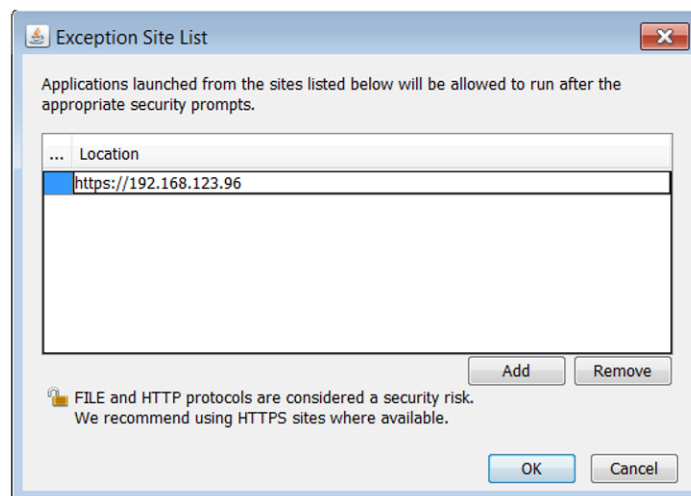 Exception Site List
Applications launched from the sites listed below will be allowed to run after the
appropriate security prompts.
... Location
https://192.168.123.96
Add Remove
FILE and HTTP protocols are considered a security risk.
We recommend using HTTPS sites where available.
OK Cancel